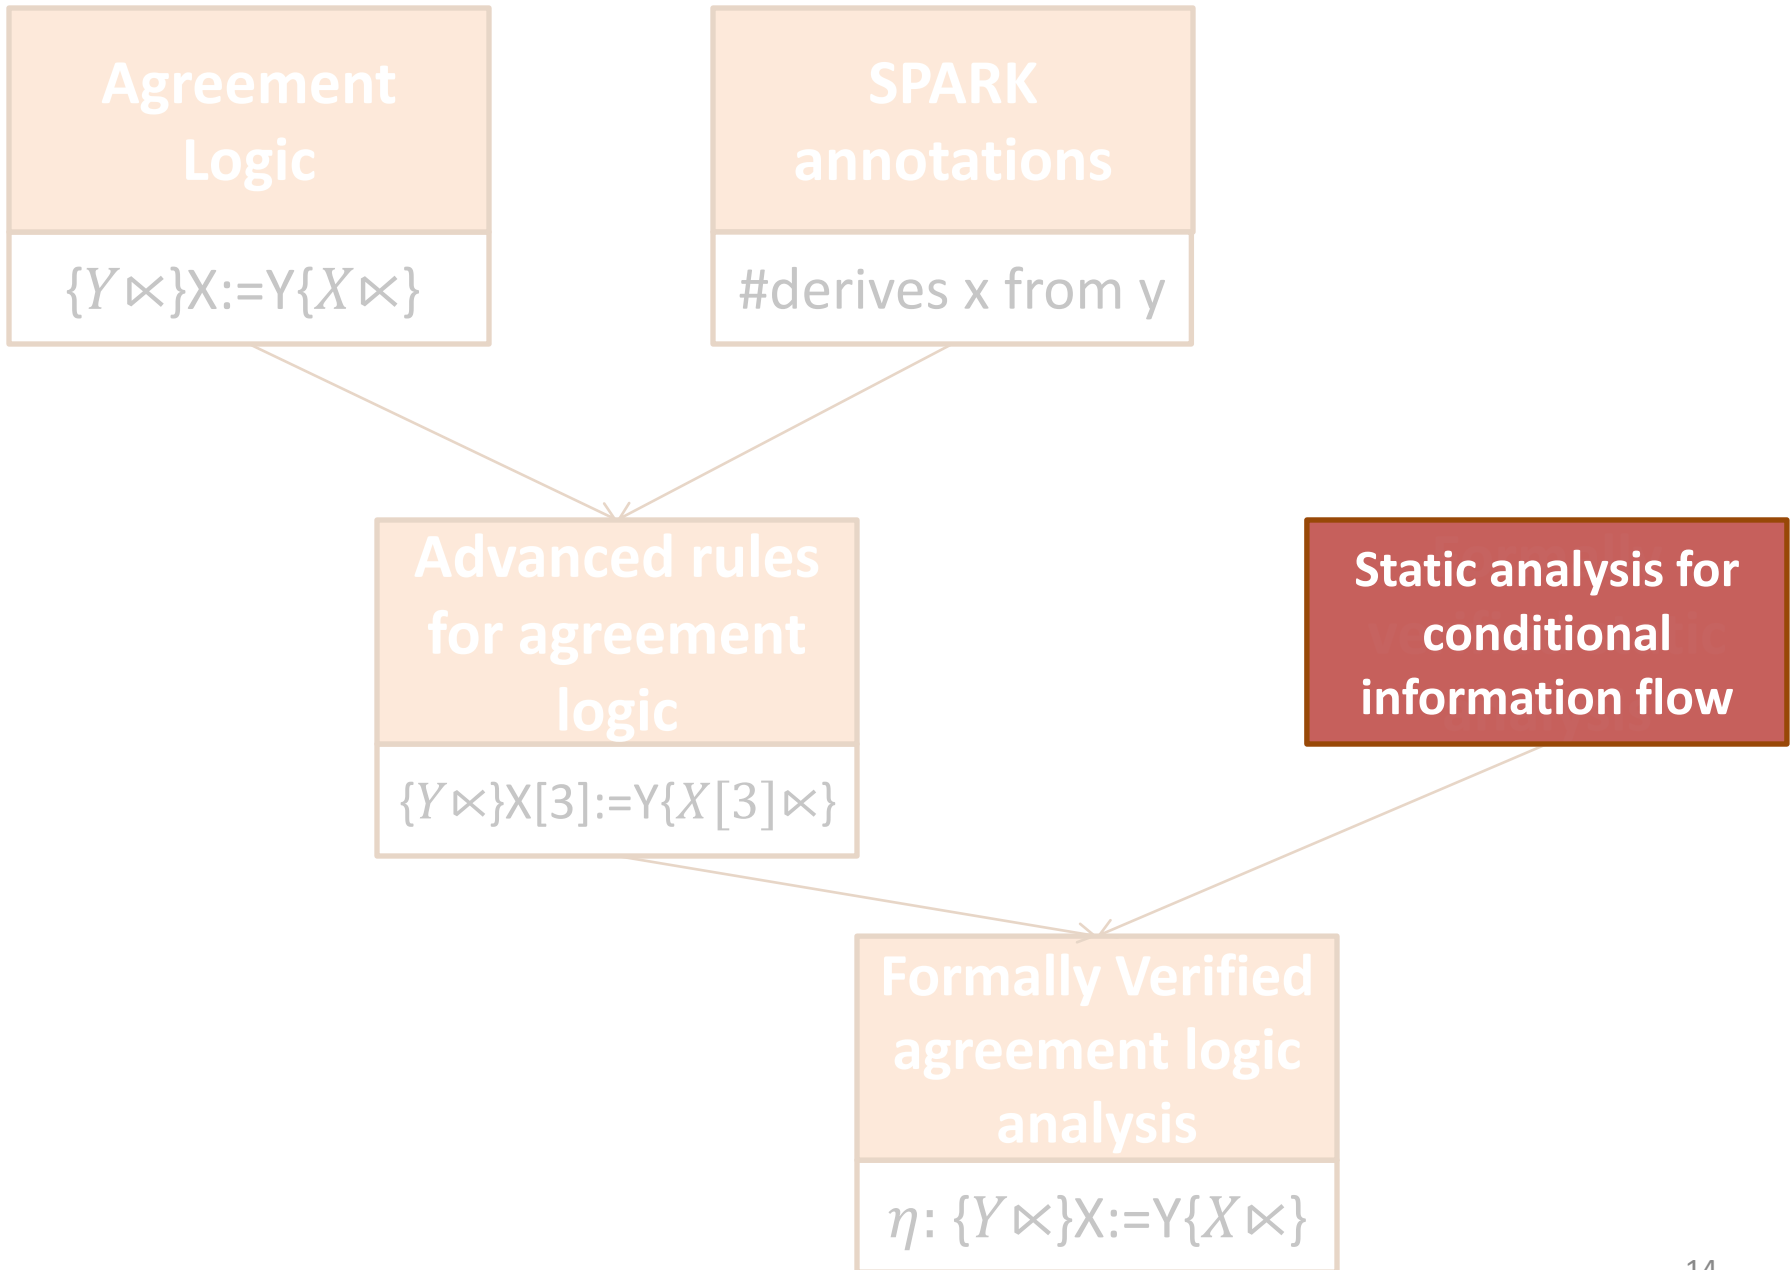 Agreement
Logic
{Y⋉}X:=Y{X⋉}
SPARK
annotations
#derives x from y
Advanced rules
for agreement
logic
{Y⋉}X[3]:=Y{X[3]⋉}
Static analysis for
conditional
information flow
Formally Verified
agreement logic
analysis
η: {Y⋉}X:=Y{X⋉}
14